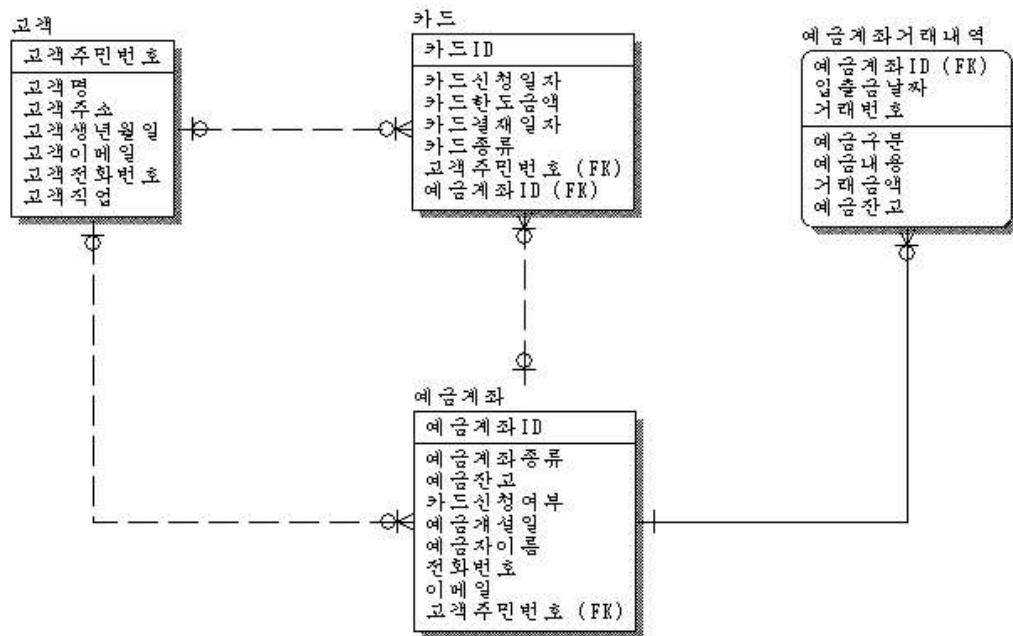 고객
고객주민번호
고객명
고객주소
고객생년월일
고객이메일
고객전화번호
고객직업
카드
카드ID
카드신청일자
카드한도금액
카드결재일자
카드종류
고객주민번호 (FK)
예금계좌ID (FK)
예금계좌거래내역
예금계좌ID (FK)
입출금날짜
거래번호
예금구분
예금내용
거래금액
예금잔고
예금계좌
예금계좌ID
예금계좌종류
예금잔고
카드신청여부
예금개설일
예금자이름
전화번호
이메일
고객주민번호 (FK)